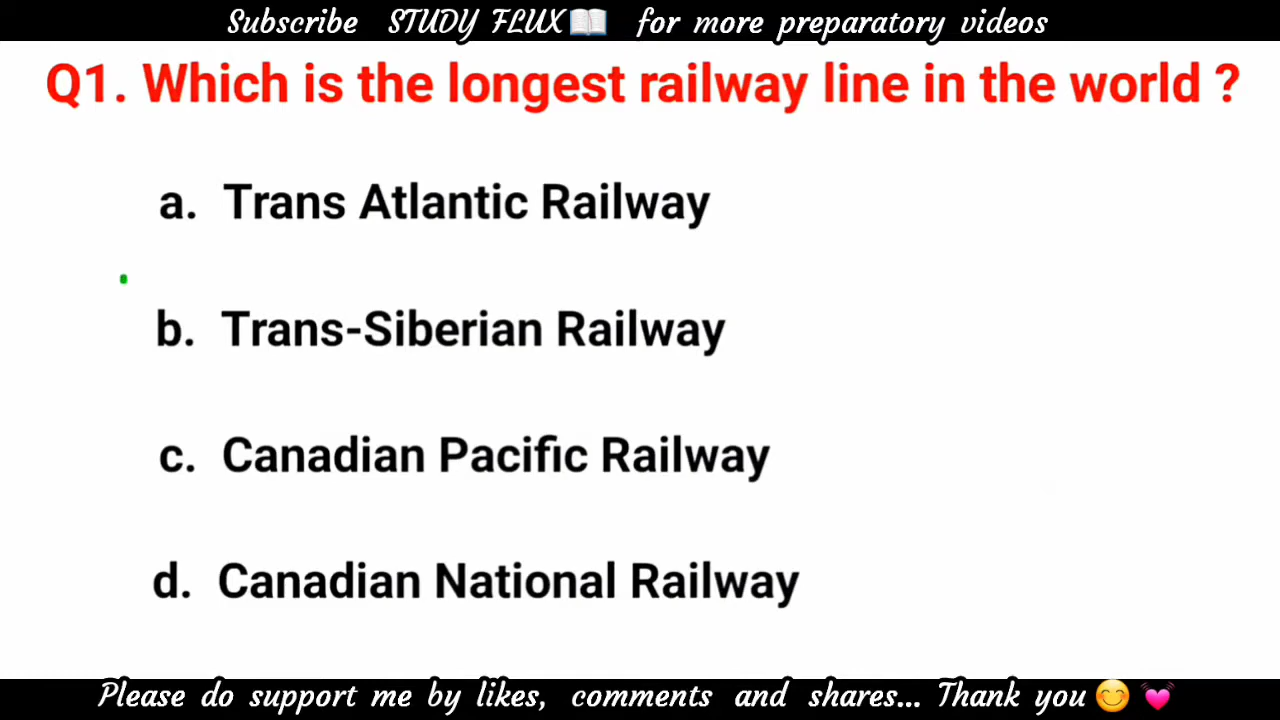 Subscribe STUDY FLUX📖 for more preparatory videos
Q1. Which is the longest railway line in the world ?
a. Trans Atlantic Railway
b. Trans-Siberian Railway
c. Canadian Pacific Railway
d. Canadian National Railway
Please do support me by likes, comments and shares... Thank you😊💓